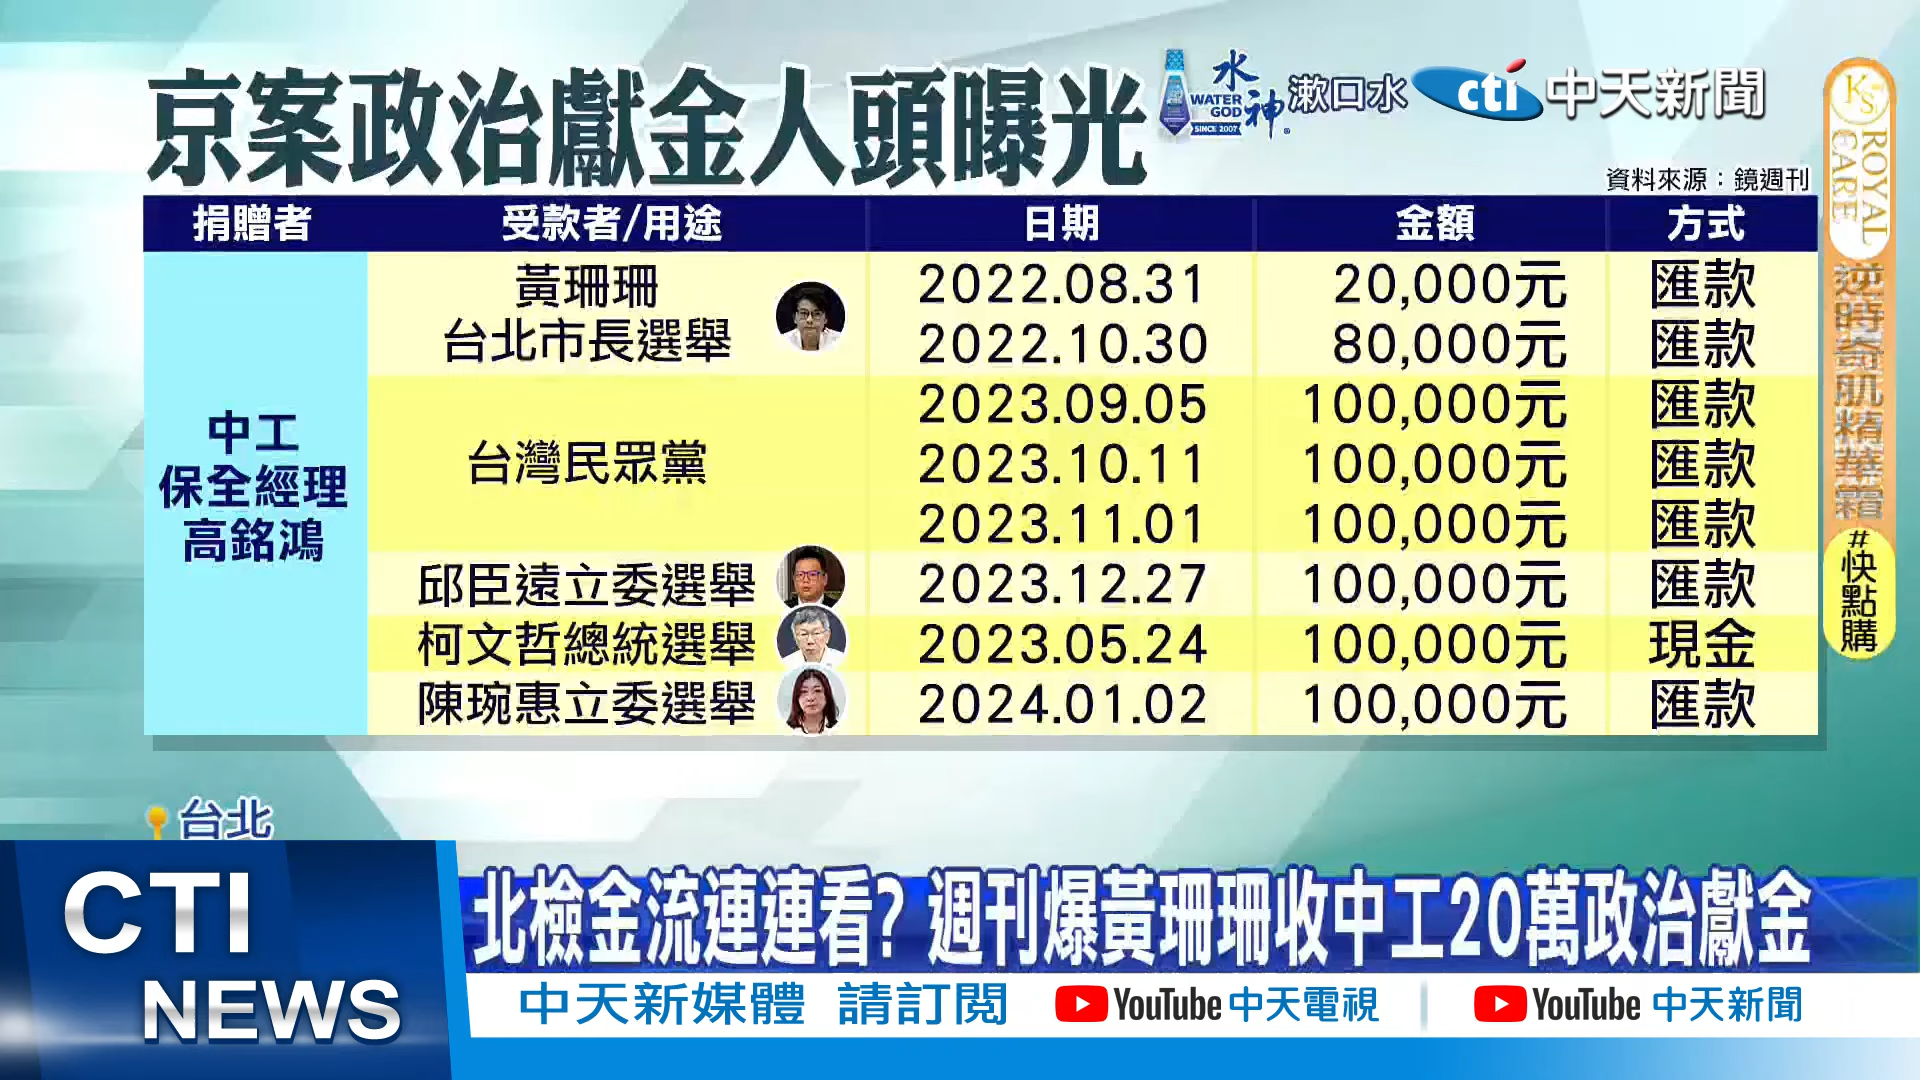 京案政治獻金人頭曝光
WATER GOD 水神 SINCE 2007 漱口水
cti 中天新聞
資料來源：鏡週刊
捐贈者 受款者/用途 日期 金額 方式
中工
保全經理
高銘鴻
黃珊珊
台北市長選舉
2022.08.31 20,000元 匯款
2022.10.30 80,000元 匯款
台灣民眾黨
2023.09.05 100,000元 匯款
2023.10.11 100,000元 匯款
2023.11.01 100,000元 匯款
邱臣遠立委選舉 2023.12.27 100,000元 匯款
柯文哲總統選舉 2023.05.24 100,000元 現金
陳琬惠立委選舉 2024.01.02 100,000元 匯款
KS
ROYAL
CARE
逆時奇肌精華霜
#快點購
台北
CTI
NEWS
北檢金流連連看? 週刊爆黃珊珊收中工20萬政治獻金
中天新媒體 請訂閱 YouTube 中天電視 YouTube 中天新聞